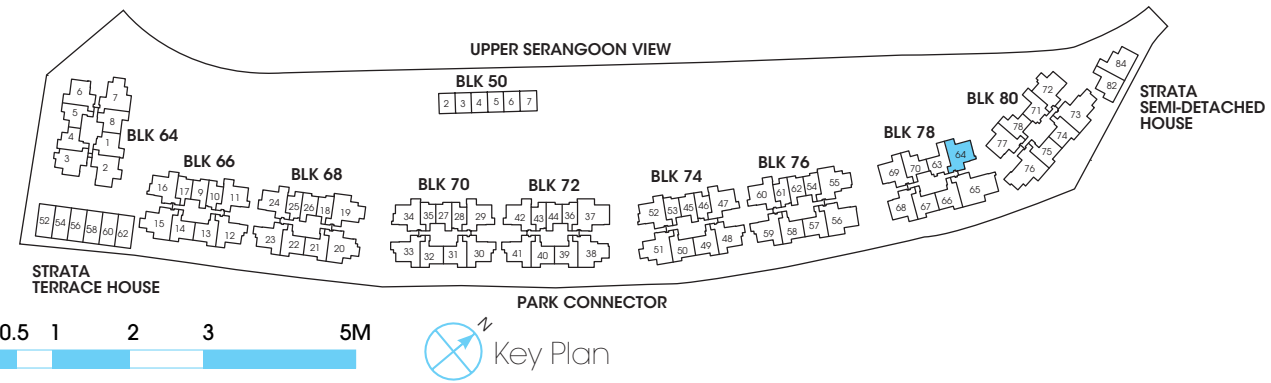 UPPER SERANGOON VIEW
BLK 50
2 3 4 5 6 7
84
82
STRATA
SEMI-DETACHED
HOUSE
BLK 80
72
71
73
78
74
77
75
76
6
7
5
8
4
1
3
2
BLK 64
BLK 78
64
63
70
69
65
66
67
68
BLK 66
16 17 9 10 11
15 14 13 12
BLK 68
24 25 26 18 19
23 22 21 20
BLK 70
34 35 27 28 29
33 32 31 30
BLK 72
42 43 44 36 37
41 40 39 38
BLK 74
52 53 45 46 47
51 50 49 48
BLK 76
60 61 62 54 55
59 58 57 56
52 54 56 58 60 62
STRATA
TERRACE HOUSE
PARK CONNECTOR
0.5 1 2 3 5M
N
Key Plan